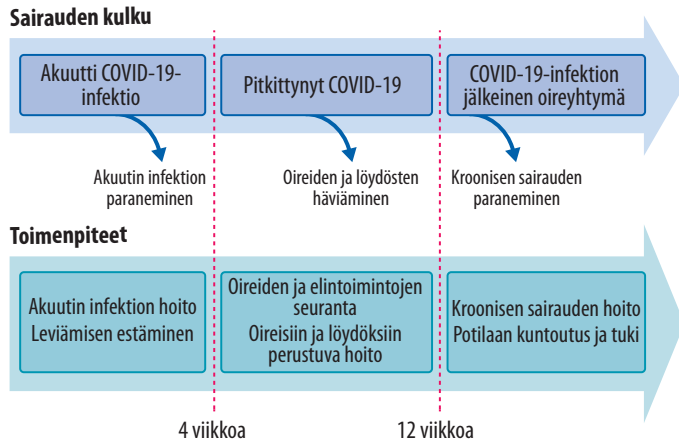 Sairauden kulku
Akuutti COVID-19-
infektio
Pitkittynyt COVID-19
COVID-19-infektion
jälkeinen oireyhtymä
Akuutin infektion
paraneminen
Oireiden ja löydösten
häviäminen
Kroonisen sairauden
paraneminen
Toimenpiteet
Akuutin infektion hoito
Leviämisen estäminen
Oireiden ja elintoimintojen
seuranta
Oireisiin ja löydöksiin
perustuva hoito
Kroonisen sairauden hoito
Potilaan kuntoutus ja tuki
4 viikkoa
12 viikkoa